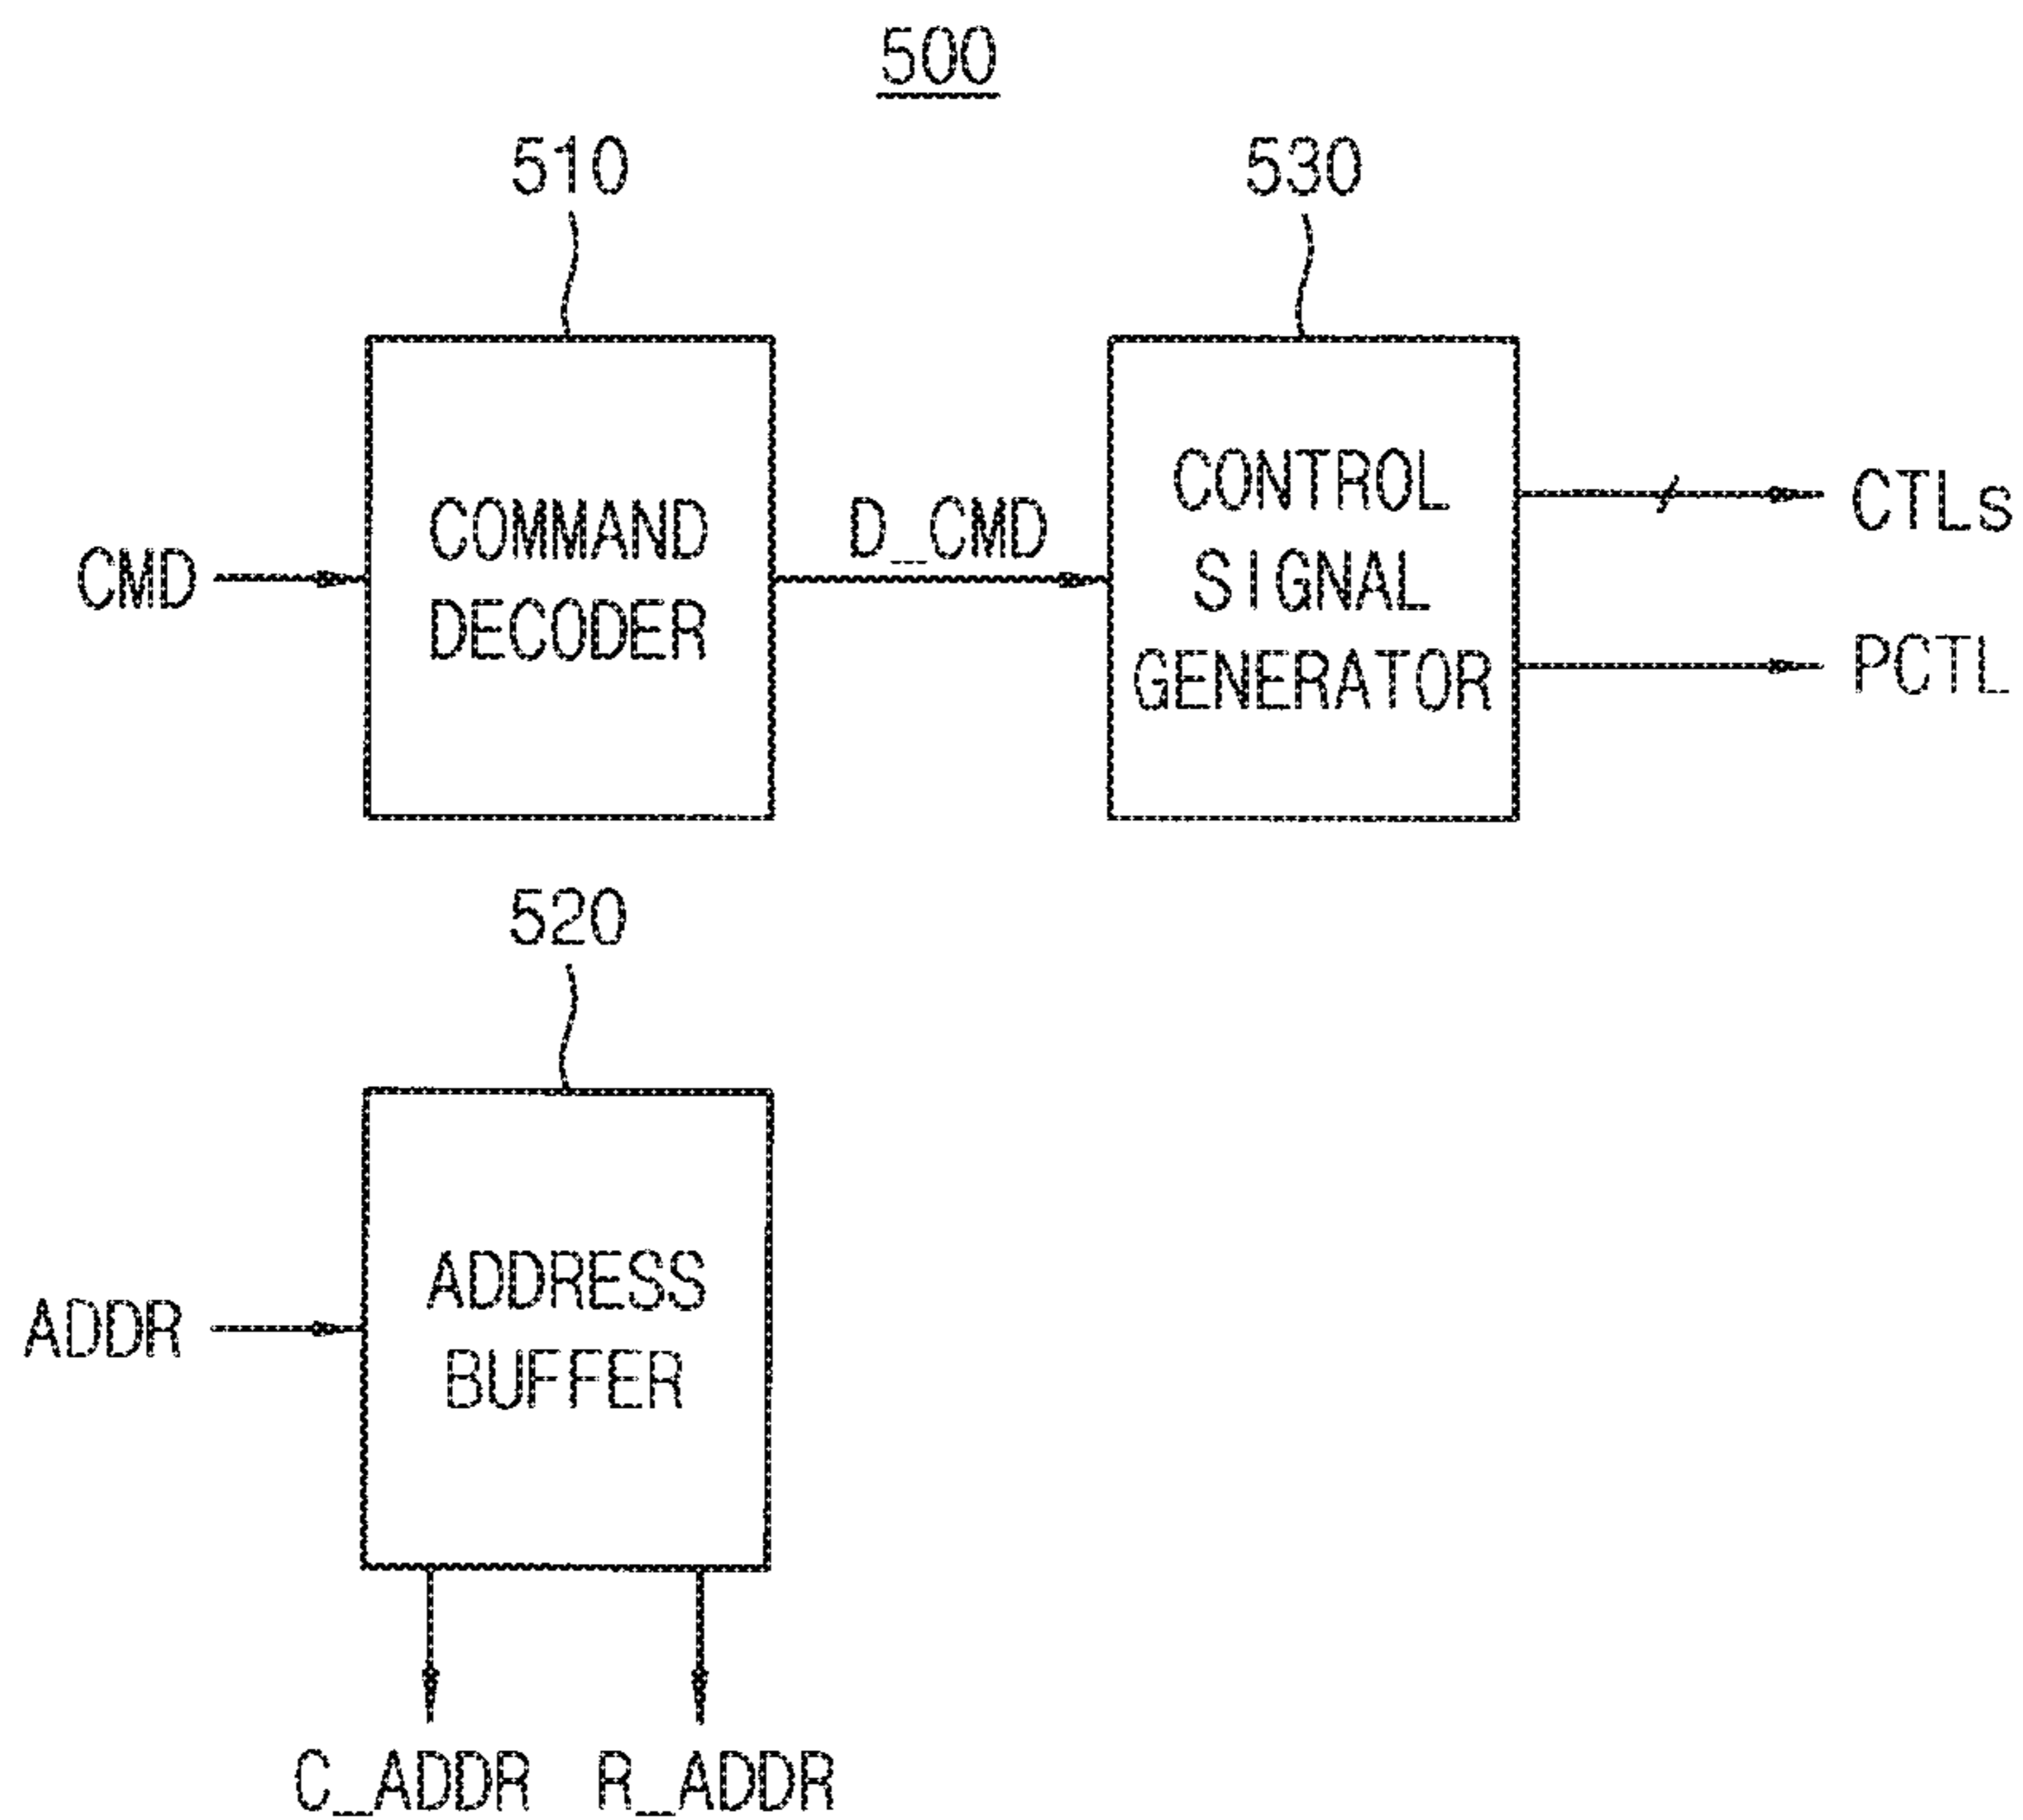 500
510
530
CMD
COMMAND
DECODER
D_CMD
CONTROL
SIGNAL
GENERATOR
CTLs
PCTL
520
ADDR
ADDRESS
BUFFER
C_ADDR
R_ADDR